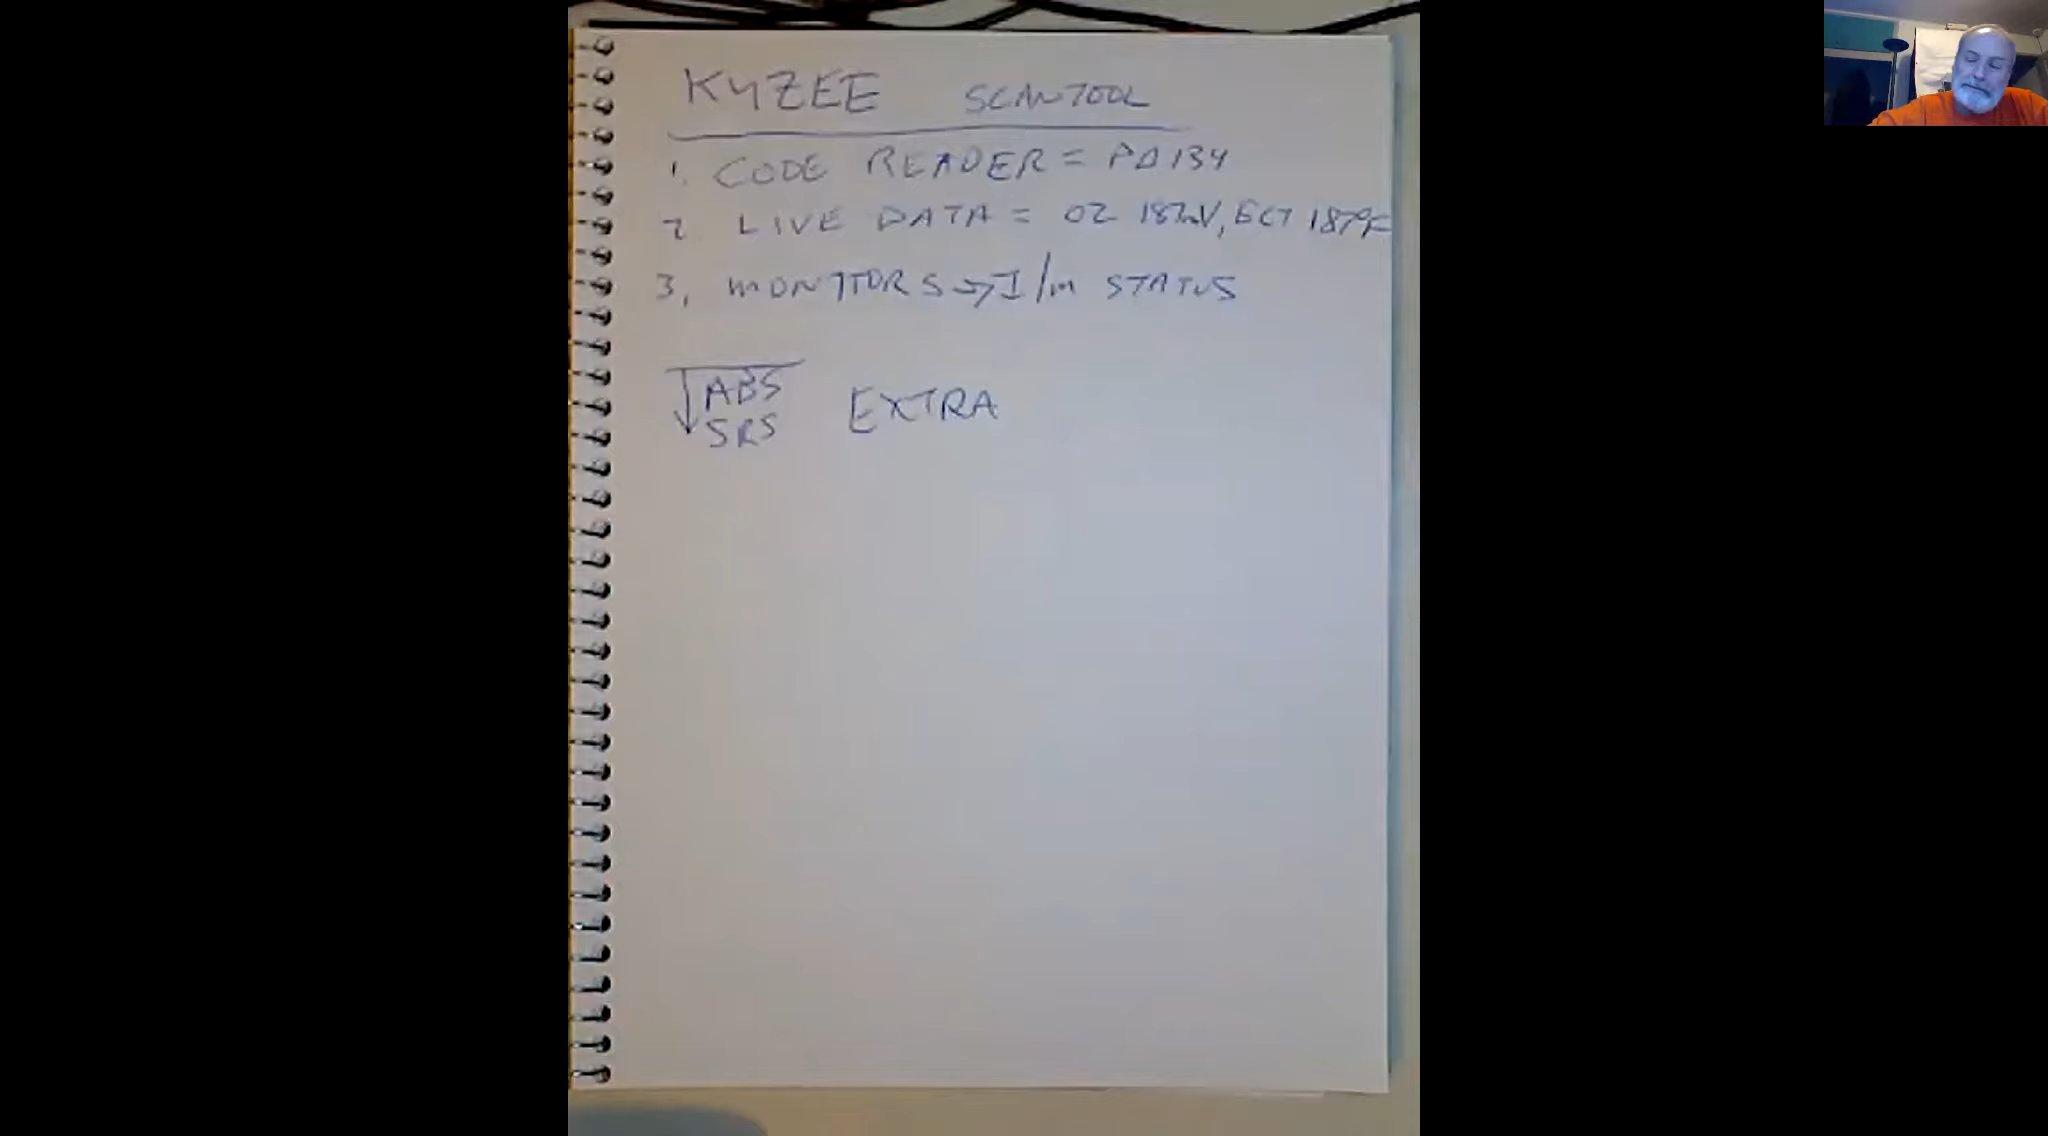 KYZEE SCANTOOL
1. CODE READER = P0134
2 LIVE DATA = O2 187mV, ECT 187°F
3, MONITORS → I/M STATUS
↓ ABS
SRS
EXTRA